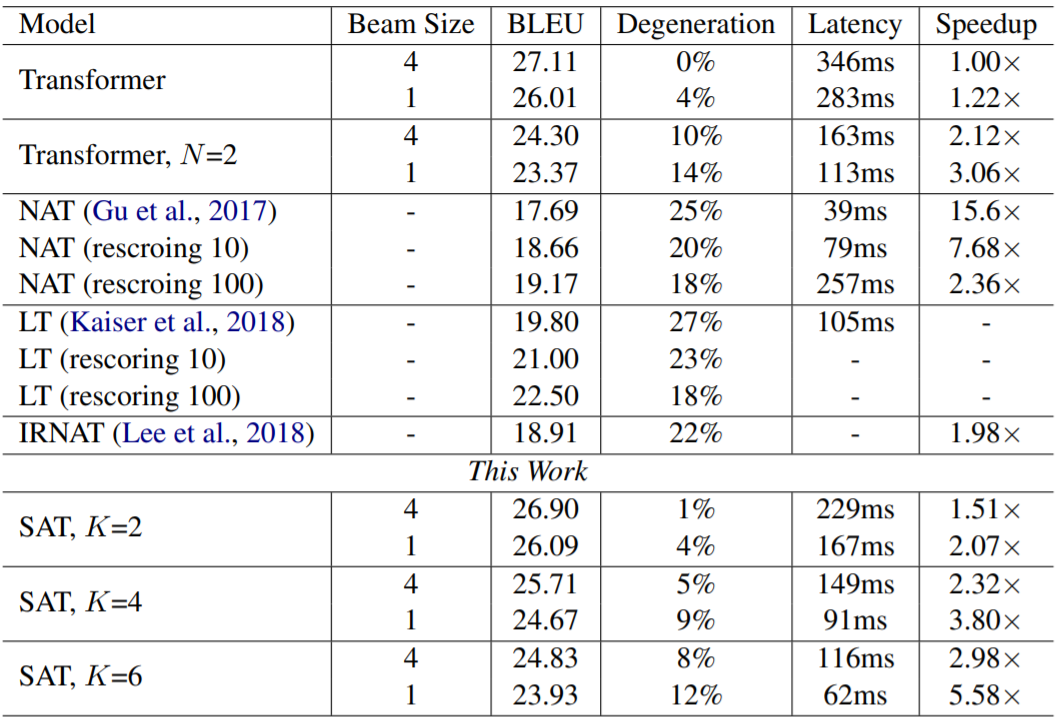 Model Beam Size BLEU Degeneration Latency Speedup
Transformer 4 27.11 0% 346ms 1.00×
1 26.01 4% 283ms 1.22×
Transformer, N=2 4 24.30 10% 163ms 2.12×
1 23.37 14% 113ms 3.06×
NAT (Gu et al., 2017) - 17.69 25% 39ms 15.6×
NAT (rescroing 10) - 18.66 20% 79ms 7.68×
NAT (rescroing 100) - 19.17 18% 257ms 2.36×
LT (Kaiser et al., 2018) - 19.80 27% 105ms -
LT (rescoring 10) - 21.00 23% - -
LT (rescoring 100) - 22.50 18% - -
IRNAT (Lee et al., 2018) - 18.91 22% - 1.98×
This Work
SAT, K=2 4 26.90 1% 229ms 1.51×
1 26.09 4% 167ms 2.07×
SAT, K=4 4 25.71 5% 149ms 2.32×
1 24.67 9% 91ms 3.80×
SAT, K=6 4 24.83 8% 116ms 2.98×
1 23.93 12% 62ms 5.58×